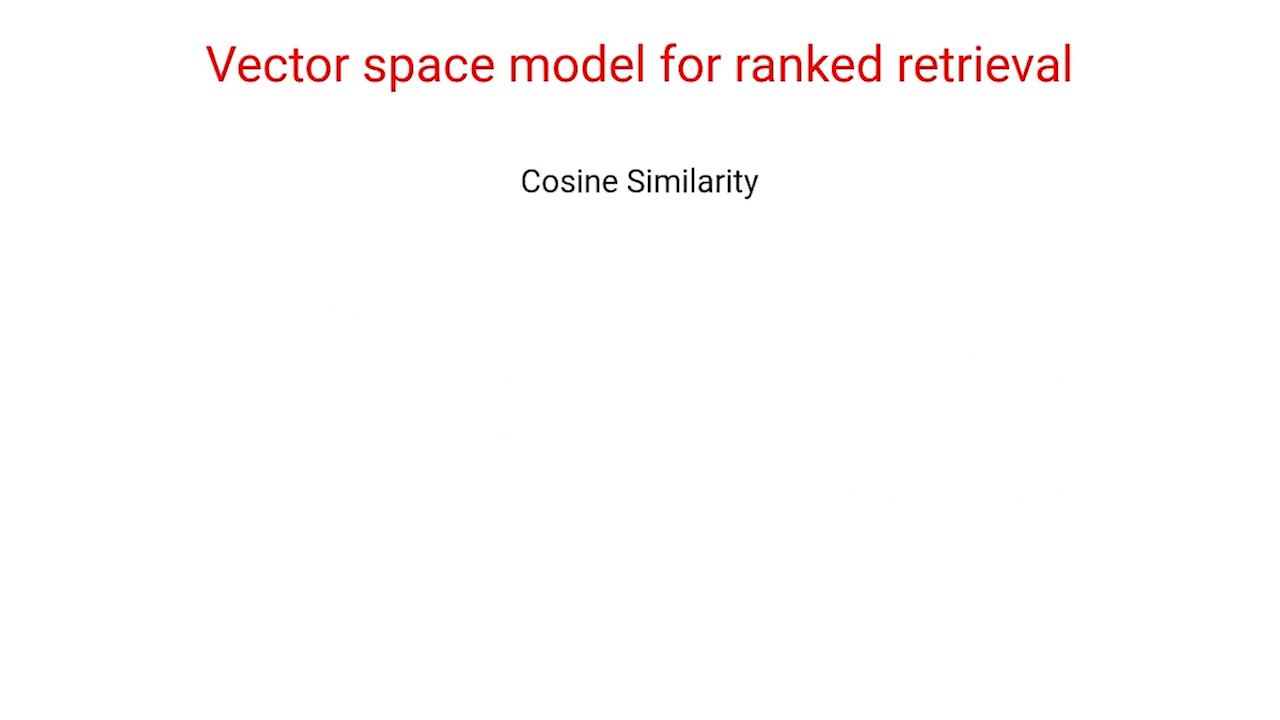 Vector space model for ranked retrieval
Cosine Similarity